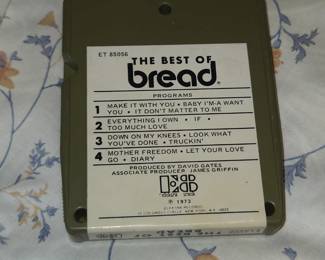 ET 85056
THE BEST OF
bread
PROGRAMS
1 MAKE IT WITH YOU • BABY I'M-A WANT
YOU • IT DON'T MATTER TO ME
2 EVERYTHING I OWN • IF •
TOO MUCH LOVE
3 DOWN ON MY KNEES • LOOK WHAT
YOU'VE DONE • TRUCKIN'
4 MOTHER FREEDOM • LET YOUR LOVE
GO • DIARY
PRODUCED BY DAVID GATES
ASSOCIATE PRODUCER JAMES GRIFFIN
℗ 1973
ELEKTRA RECORDS